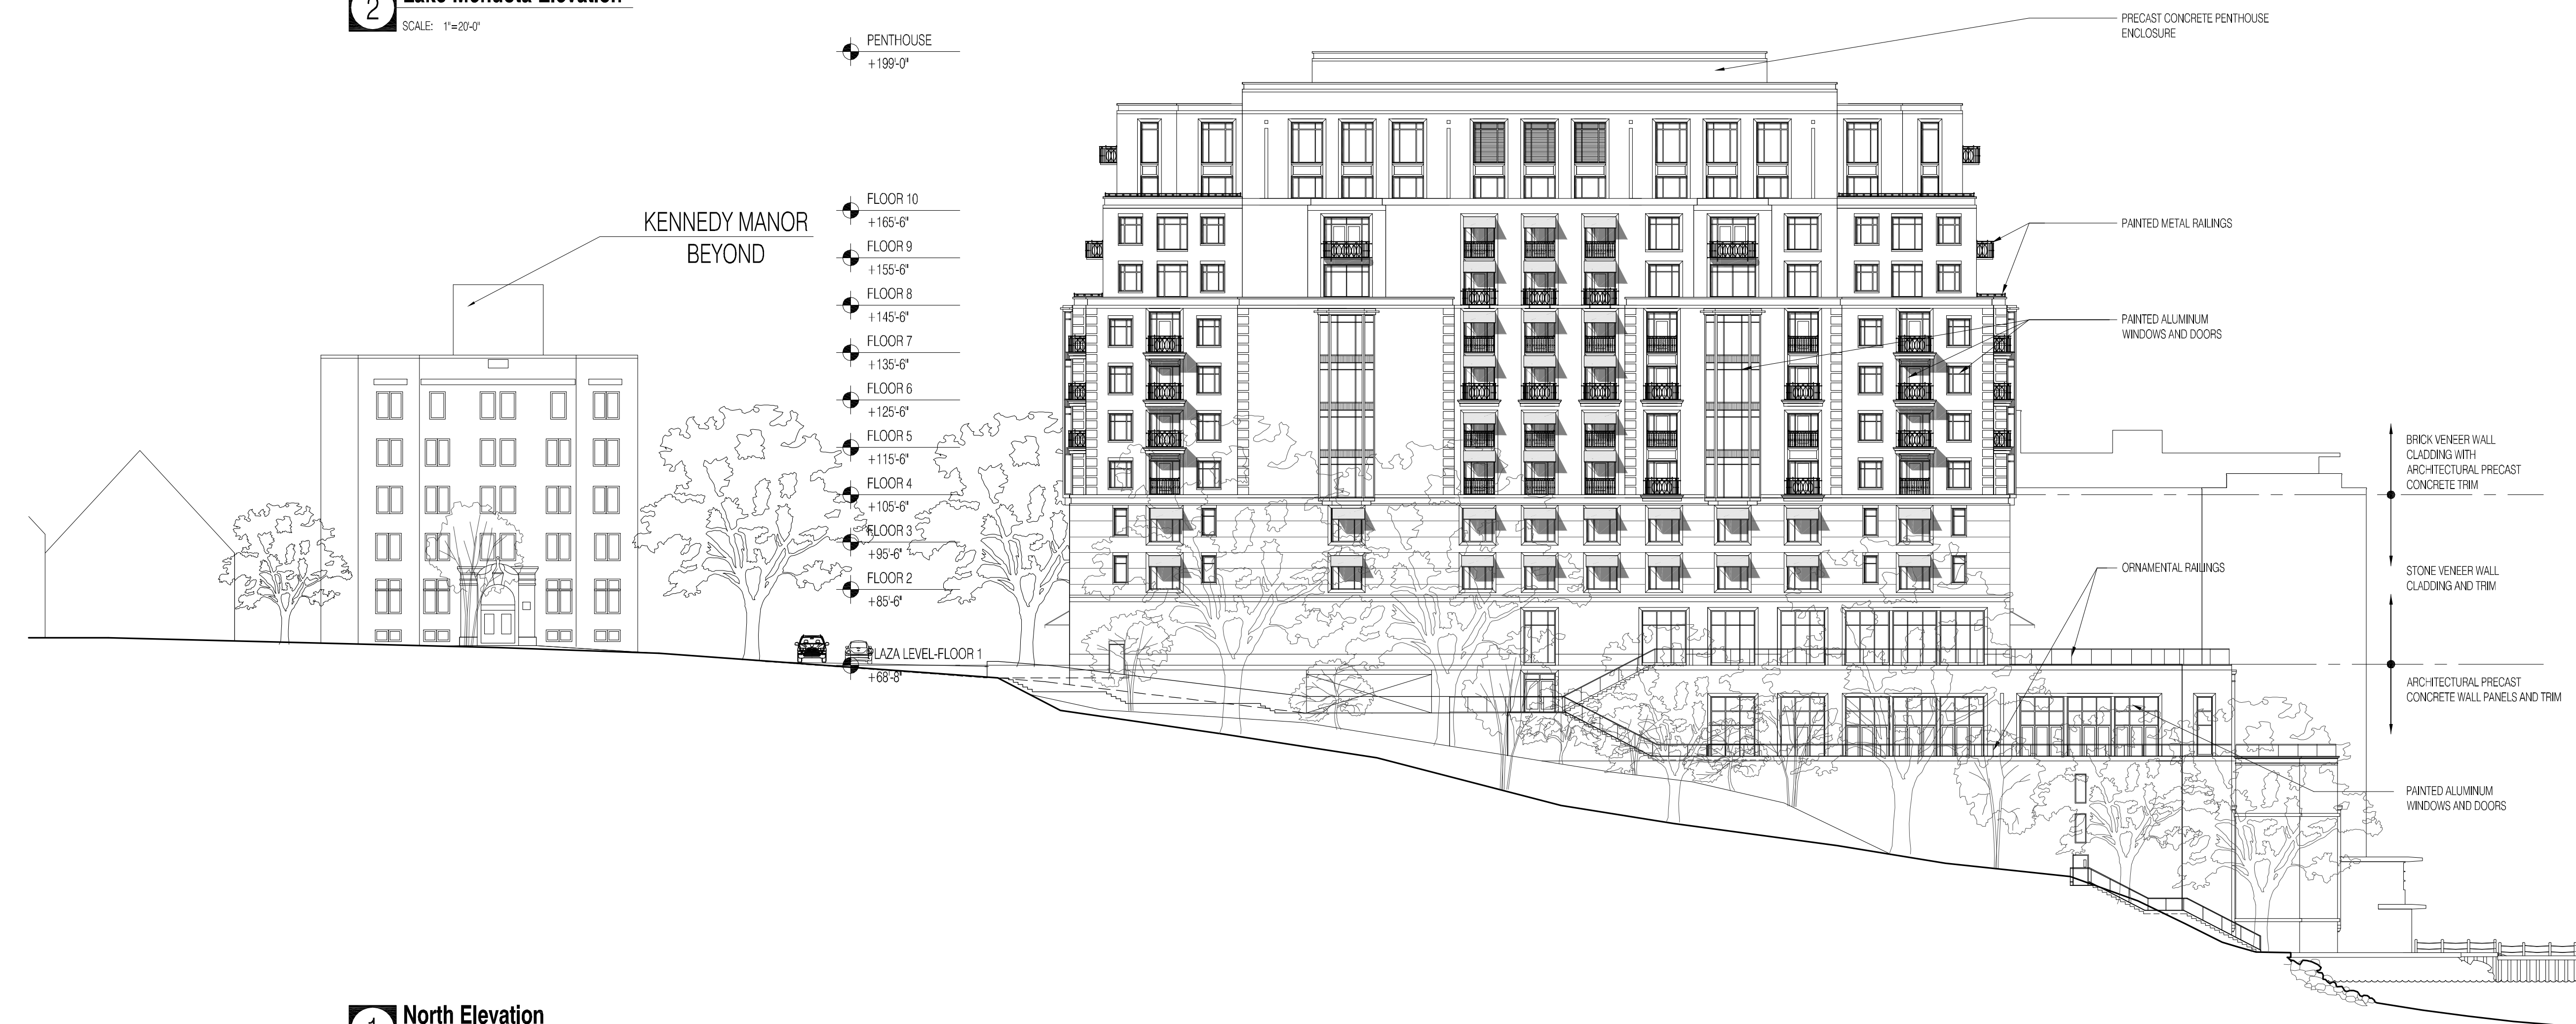 2
Lake Mendota Elevation
SCALE: 1"=20'-0"
PENTHOUSE
+199'-0"
PRECAST CONCRETE PENTHOUSE
ENCLOSURE
KENNEDY MANOR
BEYOND
FLOOR 10
+165'-6"
FLOOR 9
+155'-6"
FLOOR 8
+145'-6"
FLOOR 7
+135'-6"
FLOOR 6
+125'-6"
FLOOR 5
+115'-6"
FLOOR 4
+105'-6"
FLOOR 3
+95'-6"
FLOOR 2
+85'-6"
PLAZA LEVEL-FLOOR 1
+68'-8"
PAINTED METAL RAILINGS
PAINTED ALUMINUM
WINDOWS AND DOORS
ORNAMENTAL RAILINGS
BRICK VENEER WALL
CLADDING WITH
ARCHITECTURAL PRECAST
CONCRETE TRIM
STONE VENEER WALL
CLADDING AND TRIM
ARCHITECTURAL PRECAST
CONCRETE WALL PANELS AND TRIM
PAINTED ALUMINUM
WINDOWS AND DOORS
1
North Elevation